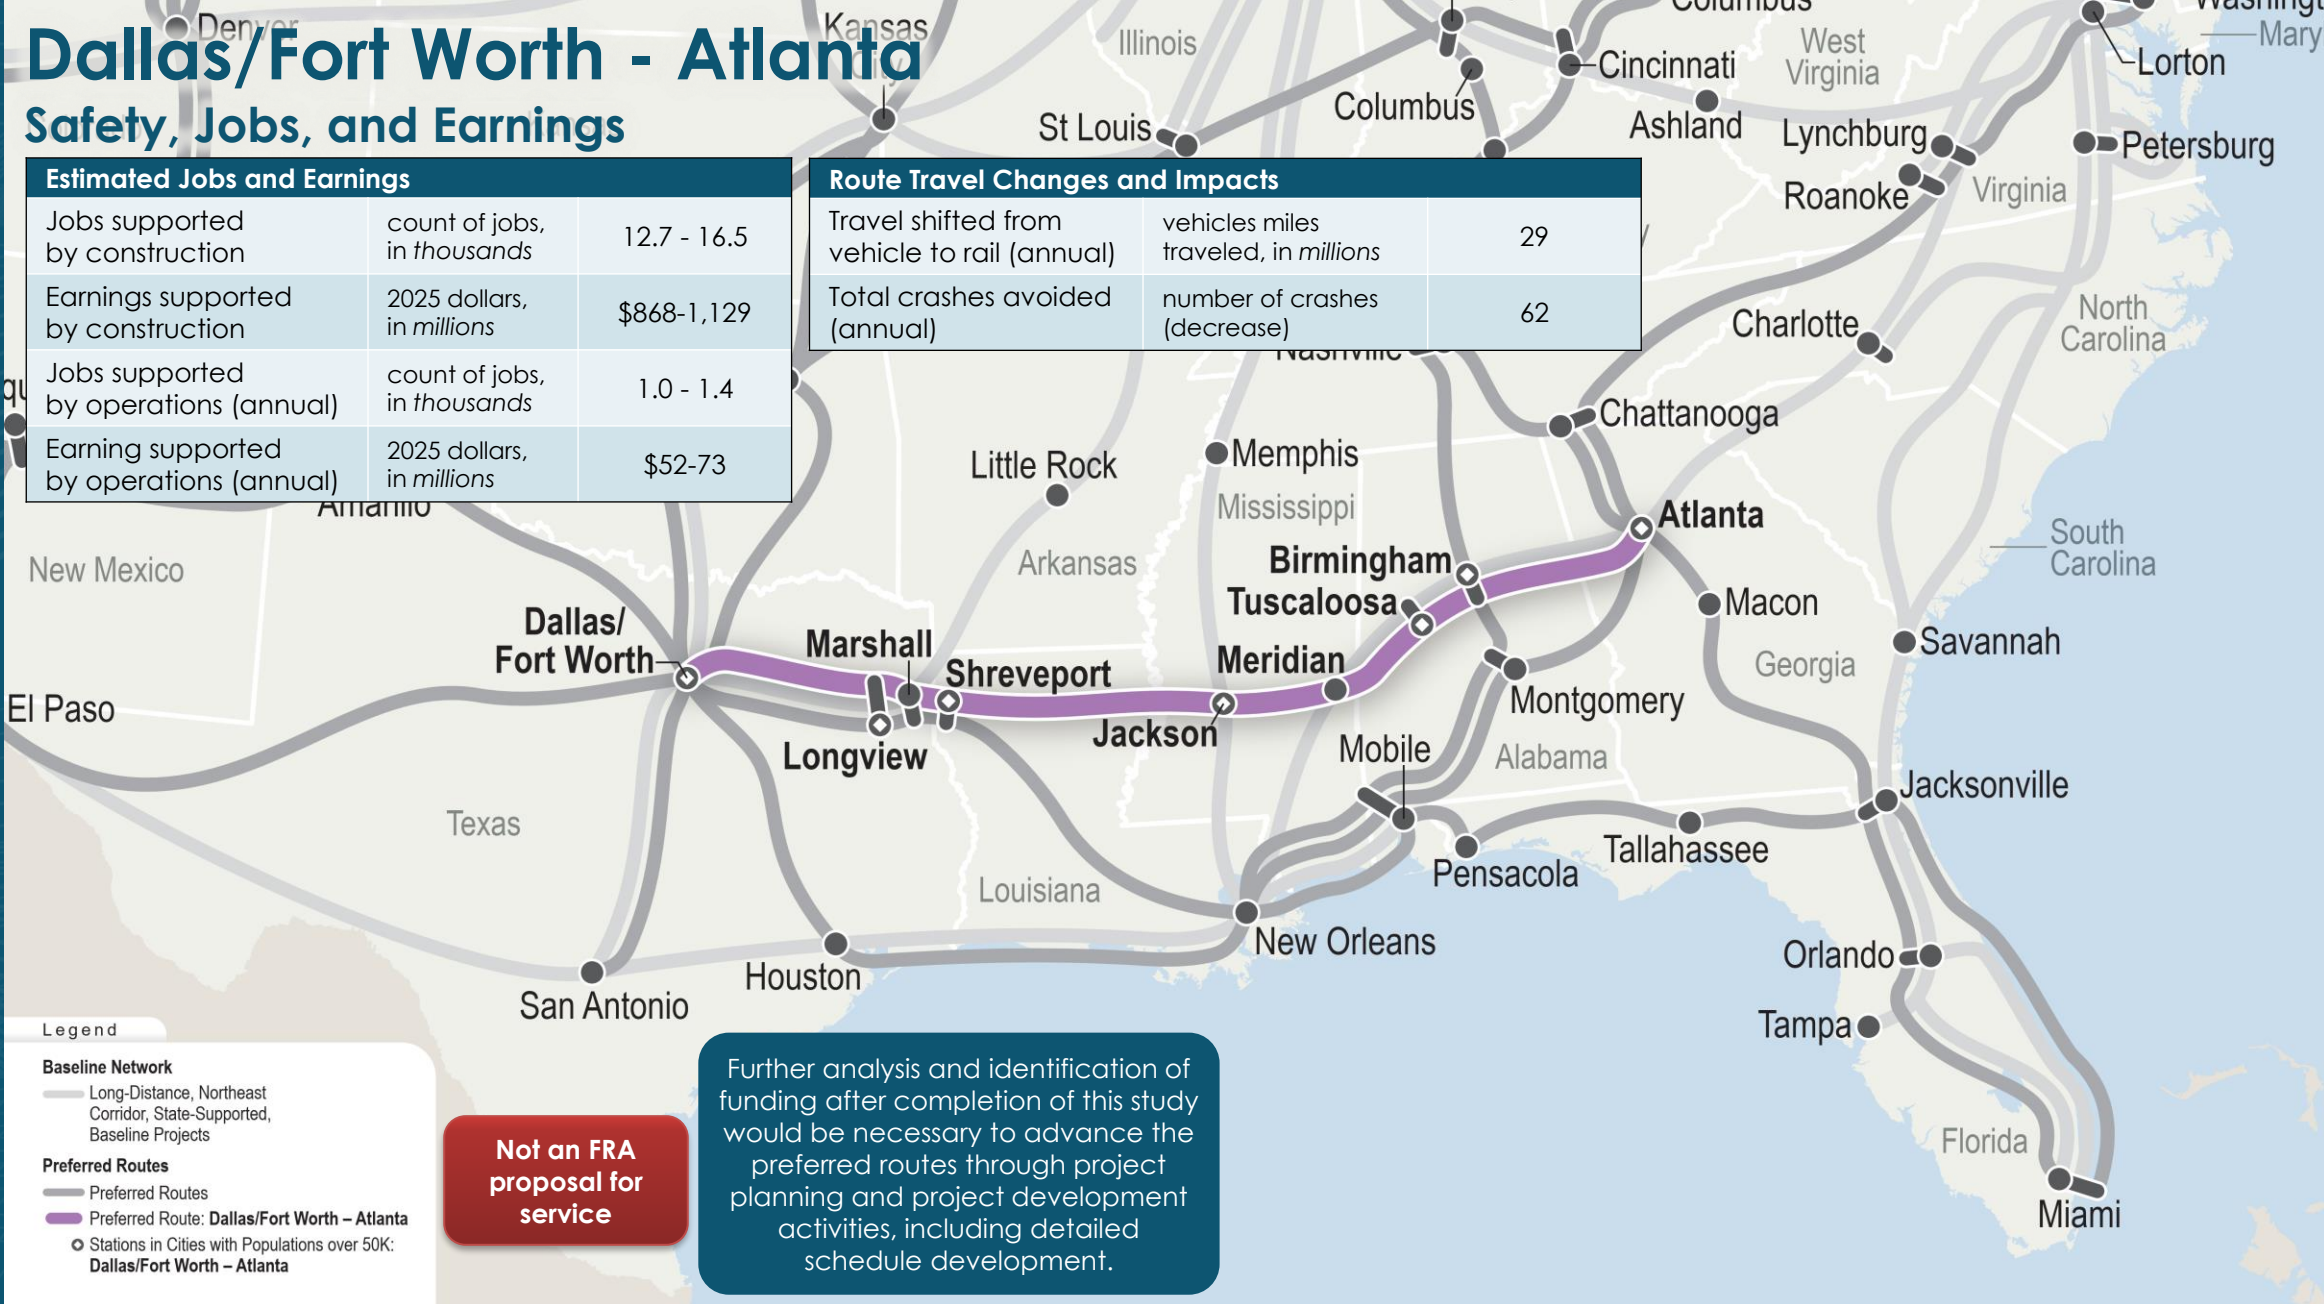 Dallas/Fort Worth - Atlanta
Safety, Jobs, and Earnings
Estimated Jobs and Earnings
Jobs supported
by construction
count of jobs,
in thousands
12.7 - 16.5
Earnings supported
by construction
2025 dollars,
in millions
$868-1,129
Jobs supported
by operations (annual)
count of jobs,
in thousands
1.0 - 1.4
Earning supported
by operations (annual)
2025 dollars,
in millions
$52-73
Route Travel Changes and Impacts
Travel shifted from
vehicle to rail (annual)
vehicles miles
traveled, in millions
29
Total crashes avoided
(annual)
number of crashes
(decrease)
62
Denver
Kansas
City
Illinois
Columbus
West
Virginia
Mary
Lorton
Cincinnati
Columbus
St Louis
Ashland
Lynchburg
Petersburg
Roanoke
Virginia
North
Carolina
Charlotte
Nashville
Chattanooga
Memphis
Little Rock
Mississippi
Amarillo
Atlanta
South
Carolina
New Mexico
Arkansas
Birmingham
Tuscaloosa
Macon
Dallas/
Fort Worth
Marshall
Shreveport
Meridian
Savannah
Georgia
El Paso
Montgomery
Jackson
Longview
Mobile
Alabama
Jacksonville
Texas
Tallahassee
Pensacola
Louisiana
New Orleans
Orlando
Houston
San Antonio
Tampa
Florida
Miami
Legend
Baseline Network
Long-Distance, Northeast
Corridor, State-Supported,
Baseline Projects
Preferred Routes
Preferred Routes
Preferred Route: Dallas/Fort Worth – Atlanta
Stations in Cities with Populations over 50K:
Dallas/Fort Worth – Atlanta
Not an FRA
proposal for
service
Further analysis and identification of
funding after completion of this study
would be necessary to advance the
preferred routes through project
planning and project development
activities, including detailed
schedule development.